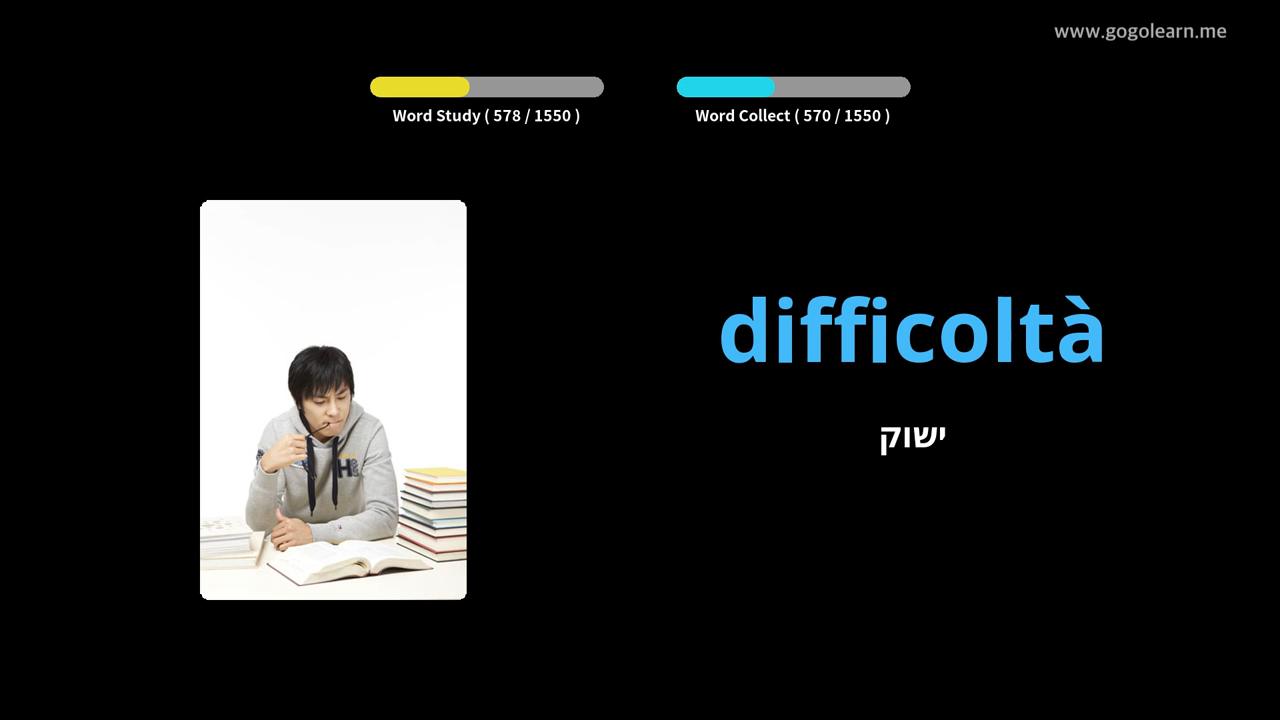 www.gogolearn.me
Word Study ( 578 / 1550 )
Word Collect ( 570 / 1550 )
difficoltà
ישוק
H